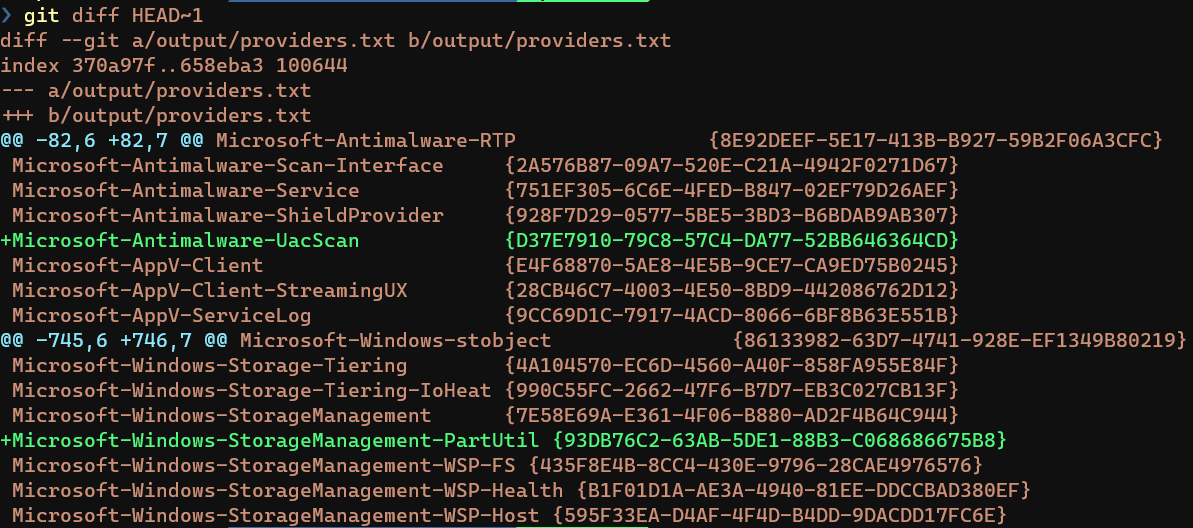 ❯ git diff HEAD~1
diff --git a/output/providers.txt b/output/providers.txt
index 370a97f..658eba3 100644
--- a/output/providers.txt
+++ b/output/providers.txt
@@ -82,6 +82,7 @@ Microsoft-Antimalware-RTP                {8E92DEEF-5E17-413B-B927-59B2F06A3CFC}
 Microsoft-Antimalware-Scan-Interface     {2A576B87-09A7-520E-C21A-4942F0271D67}
 Microsoft-Antimalware-Service            {751EF305-6C6E-4FED-B847-02EF79D26AEF}
 Microsoft-Antimalware-ShieldProvider     {928F7D29-0577-5BE5-3BD3-B6BDAB9AB307}
+Microsoft-Antimalware-UacScan            {D37E7910-79C8-57C4-DA77-52BB646364CD}
 Microsoft-AppV-Client                    {E4F68870-5AE8-4E5B-9CE7-CA9ED75B0245}
 Microsoft-AppV-Client-StreamingUX        {28CB46C7-4003-4E50-8BD9-442086762D12}
 Microsoft-AppV-ServiceLog                {9CC69D1C-7917-4ACD-8066-6BF8B63E551B}
@@ -745,6 +746,7 @@ Microsoft-Windows-stobject               {86133982-63D7-4741-928E-EF1349B80219}
 Microsoft-Windows-Storage-Tiering        {4A104570-EC6D-4560-A40F-858FA955E84F}
 Microsoft-Windows-Storage-Tiering-IoHeat {990C55FC-2662-47F6-B7D7-EB3C027CB13F}
 Microsoft-Windows-StorageManagement      {7E58E69A-E361-4F06-B880-AD2F4B64C944}
+Microsoft-Windows-StorageManagement-PartUtil {93DB76C2-63AB-5DE1-88B3-C068686675B8}
 Microsoft-Windows-StorageManagement-WSP-FS {435F8E4B-8CC4-430E-9796-28CAE4976576}
 Microsoft-Windows-StorageManagement-WSP-Health {B1F01D1A-AE3A-4940-81EE-DDCCBAD380EF}
 Microsoft-Windows-StorageManagement-WSP-Host {595F33EA-D4AF-4F4D-B4DD-9DACDD17FC6E}